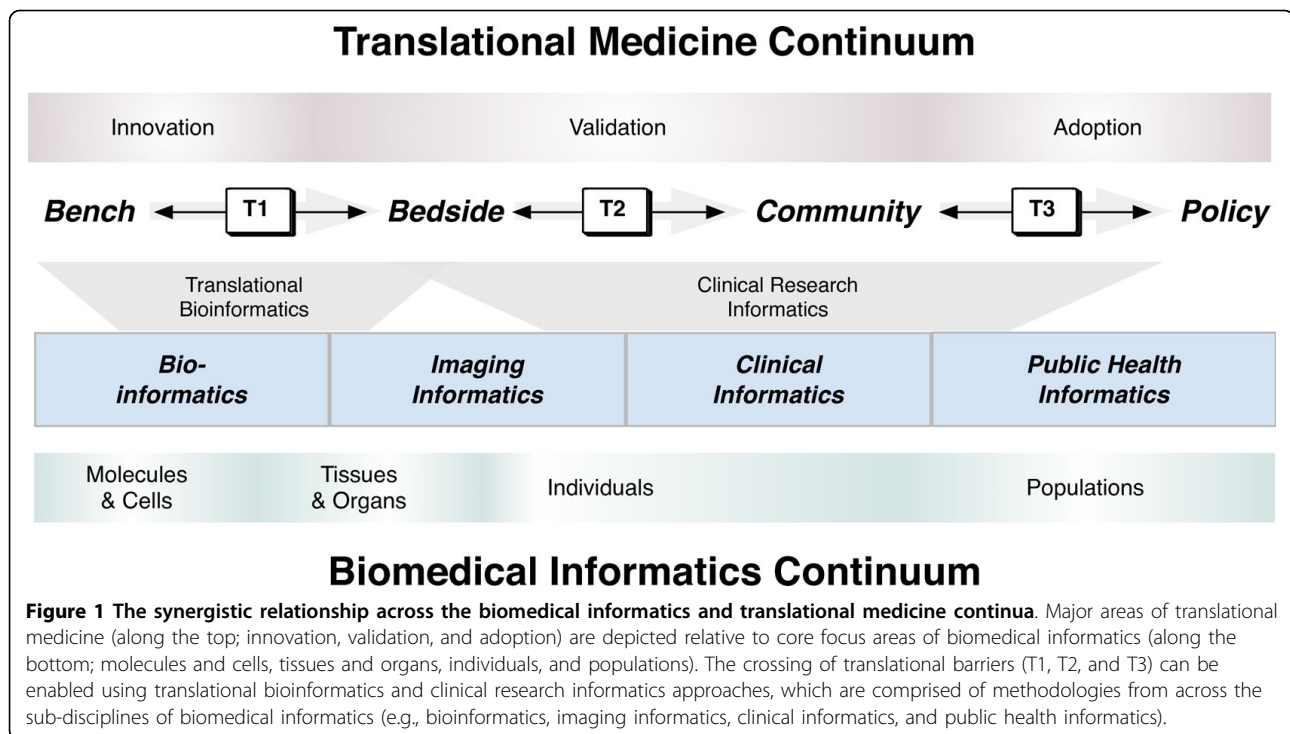 Translational Medicine Continuum
Innovation Validation Adoption
Bench T1 Bedside T2 Community T3 Policy
Translational
Bioinformatics
Clinical Research
Informatics
Bio-
informatics
Imaging
Informatics
Clinical
Informatics
Public Health
Informatics
Molecules
& Cells
Tissues
& Organs
Individuals
Populations
Biomedical Informatics Continuum
Figure 1 The synergistic relationship across the biomedical informatics and translational medicine continua. Major areas of translational
medicine (along the top; innovation, validation, and adoption) are depicted relative to core focus areas of biomedical informatics (along the
bottom; molecules and cells, tissues and organs, individuals, and populations). The crossing of translational barriers (T1, T2, and T3) can be
enabled using translational bioinformatics and clinical research informatics approaches, which are comprised of methodologies from across the
sub-disciplines of biomedical informatics (e.g., bioinformatics, imaging informatics, clinical informatics, and public health informatics).